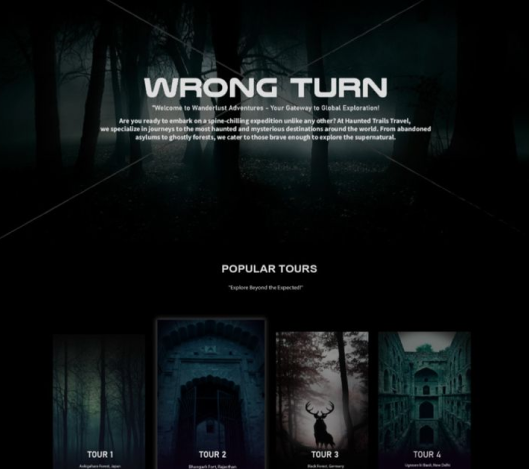 WRONG TURN
"Welcome to Wanderlust Adventures – Your Gateway to Global Exploration!
Are you ready to embark on a spine-chilling expedition unlike any other? At Haunted Trails Travel,
we specialize in journeys to the most haunted and mysterious destinations around the world. From abandoned
asylums to ghostly forests, we cater to those brave enough to explore the supernatural.
POPULAR TOURS
"Explore Beyond the Expected!"
TOUR 1
TOUR 2
TOUR 3
TOUR 4
Aokigahara Forest, Japan
Bhangarh Fort, Rajasthan
Black Forest, Germany
Baoli, New Delhi